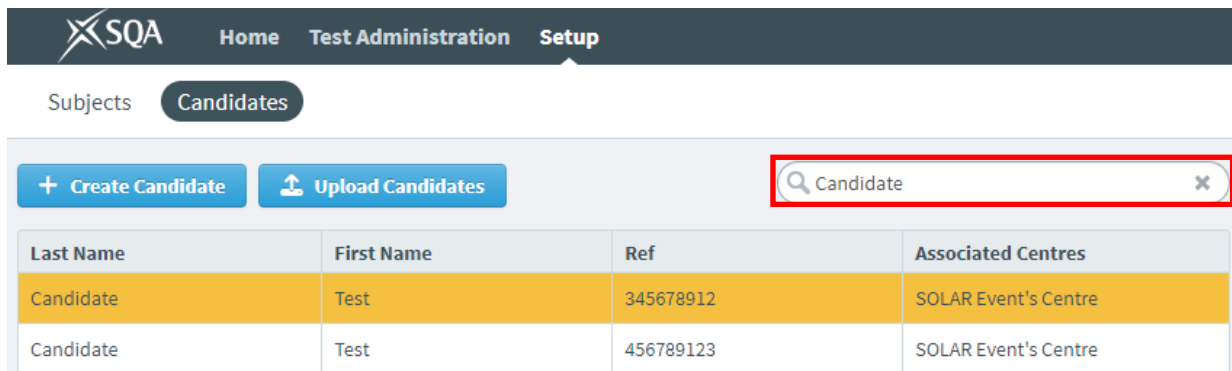 SQA Home Test Administration Setup
Subjects Candidates
+ Create Candidate Upload Candidates Candidate
Last Name First Name Ref Associated Centres
Candidate Test 345678912 SOLAR Event's Centre
Candidate Test 456789123 SOLAR Event's Centre